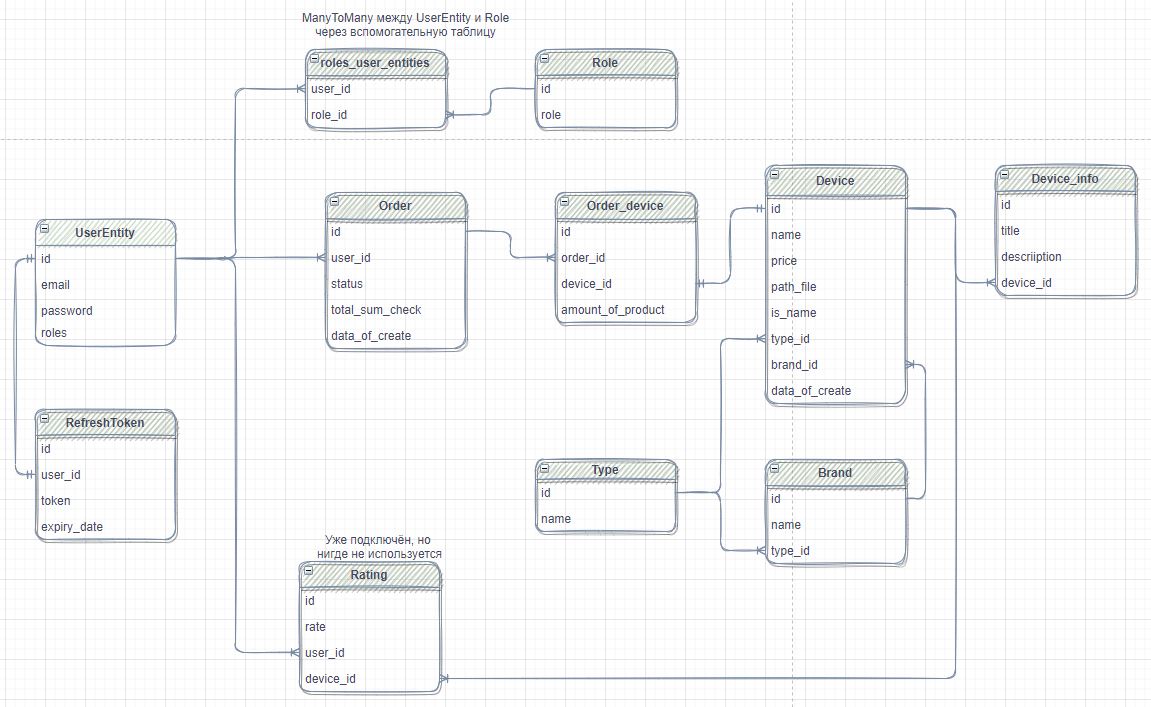 ManyToMany между UserEntity и Role
через вспомогательную таблицу
roles_user_entities
user_id
role_id
Role
id
role
UserEntity
id
email
password
roles
Order
id
user_id
status
total_sum_check
data_of_create
Order_device
id
order_id
device_id
amount_of_product
Device
id
name
price
path_file
is_name
type_id
brand_id
data_of_create
Device_info
id
title
descriiption
device_id
RefreshToken
id
user_id
token
expiry_date
Type
id
name
Brand
id
name
type_id
Уже подключён, но
нигде не используется
Rating
id
rate
user_id
device_id